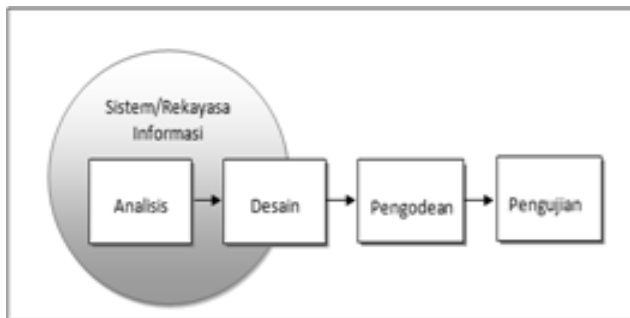 Sistem/Rekayasa
Informasi
Analisis
Desain
Pengodean
Pengujian